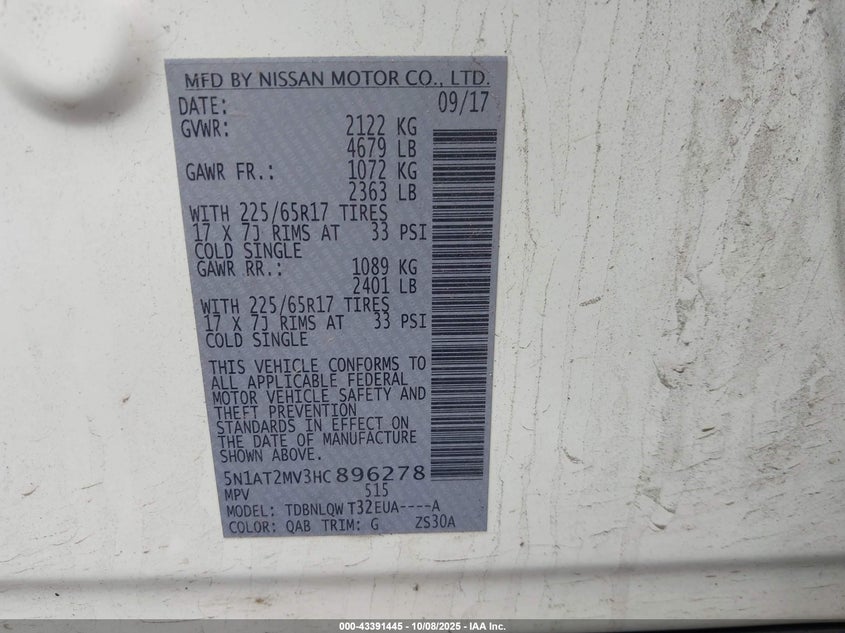 MFD BY NISSAN MOTOR CO., LTD.
DATE: 09/17
GVWR: 2122 KG
4679 LB
GAWR FR.: 1072 KG
2363 LB
WITH 225/65R17 TIRES
17 X 7J RIMS AT 33 PSI
COLD SINGLE
GAWR RR.: 1089 KG
2401 LB
WITH 225/65R17 TIRES
17 X 7J RIMS AT 33 PSI
COLD SINGLE
THIS VEHICLE CONFORMS TO
ALL APPLICABLE FEDERAL
MOTOR VEHICLE SAFETY AND
THEFT PREVENTION
STANDARDS IN EFFECT ON
THE DATE OF MANUFACTURE
SHOWN ABOVE.
5N1AT2MV3HC896278
MPV 515
MODEL: TDBNLQW T32EUA----A
COLOR: QAB TRIM: G ZS30A
000-43391445 - 10/08/2025 - IAA Inc.